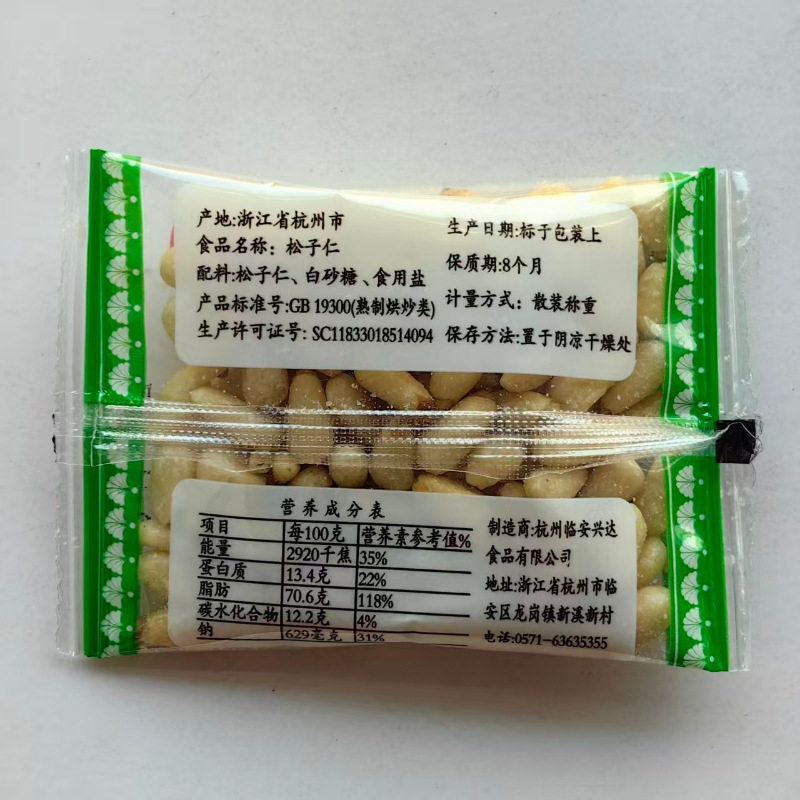 产地:浙江省杭州市
食品名称：松子仁
配料:松子仁、白砂糖、食用盐
产品标准号:GB 19300(熟制烘炒类)
生产许可证号: SC11833018514094
生产日期:标于包装上
保质期:8个月
计量方式：散装称重
保存方法:置于阴凉干燥处
营养成分表
项目 每100克 营养素参考值%
能量 2920千焦 35%
蛋白质 13.4克 22%
脂肪 70.6克 118%
碳水化合物 12.2克 4%
钠 629毫克 31%
制造商:杭州临安兴达
食品有限公司
地址:浙江省杭州市临
安区龙岗镇新溪新村
电话:0571-63635355